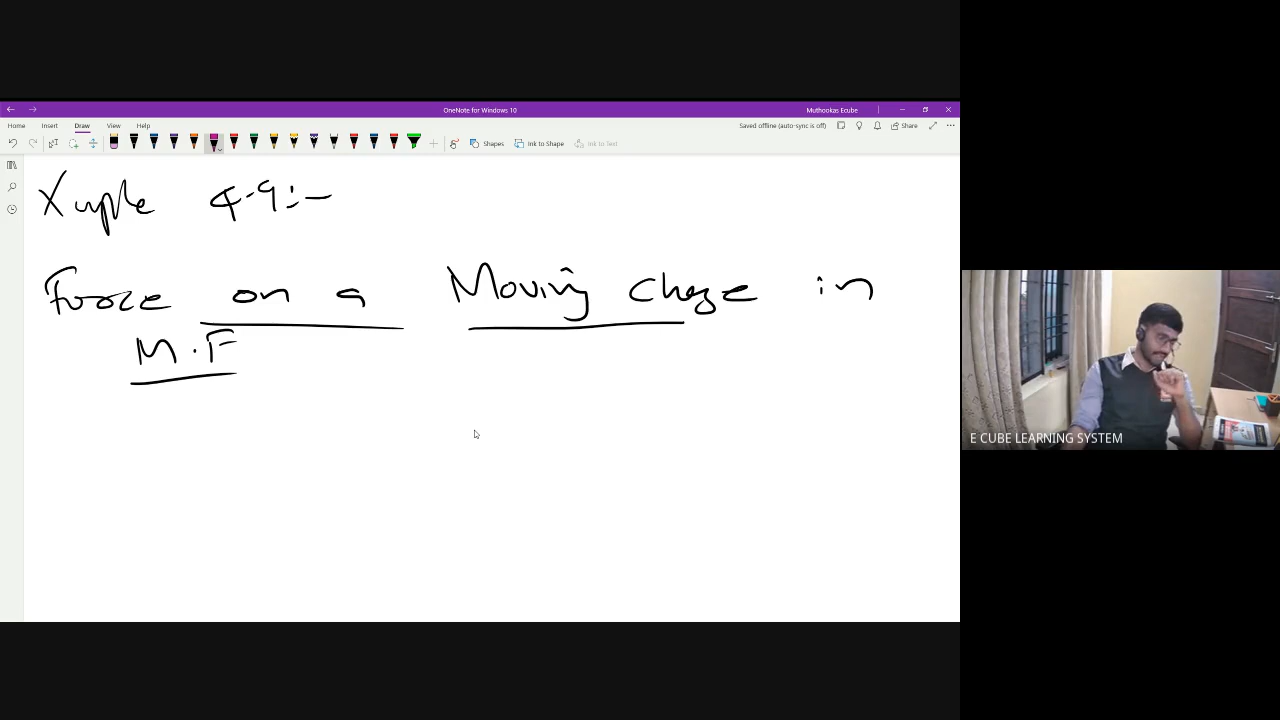 OneNote for Windows 10
Muthookas Ecube
Home Insert Draw View Help
Saved offline (auto-sync is off)
Share
Shapes
Ink to Shape
Ink to Text
Xample 4.9:-
Force on a Moving charge in
M.F
E CUBE LEARNING SYSTEM